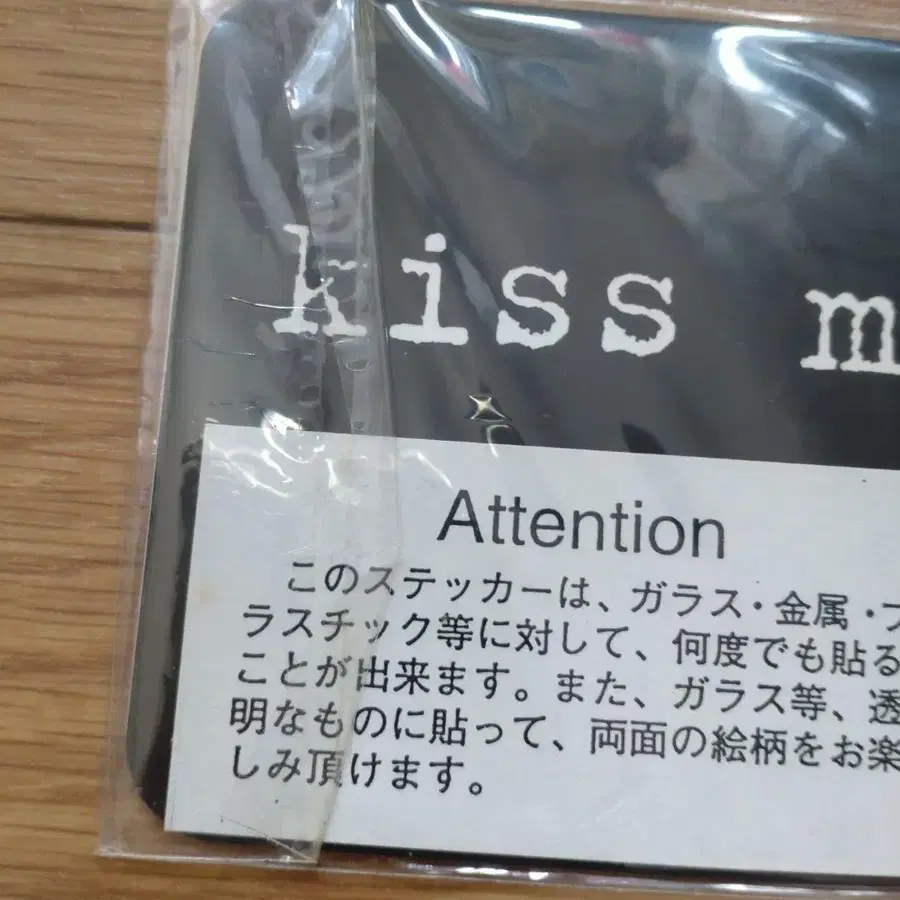 kiss m
Attention
このステッカーは、ガラス・金属・プ
ラスチック等に対して、何度でも貼る
ことが出来ます。また、ガラス等、透
明なものに貼って、両面の絵柄をお楽
しみ頂けます。